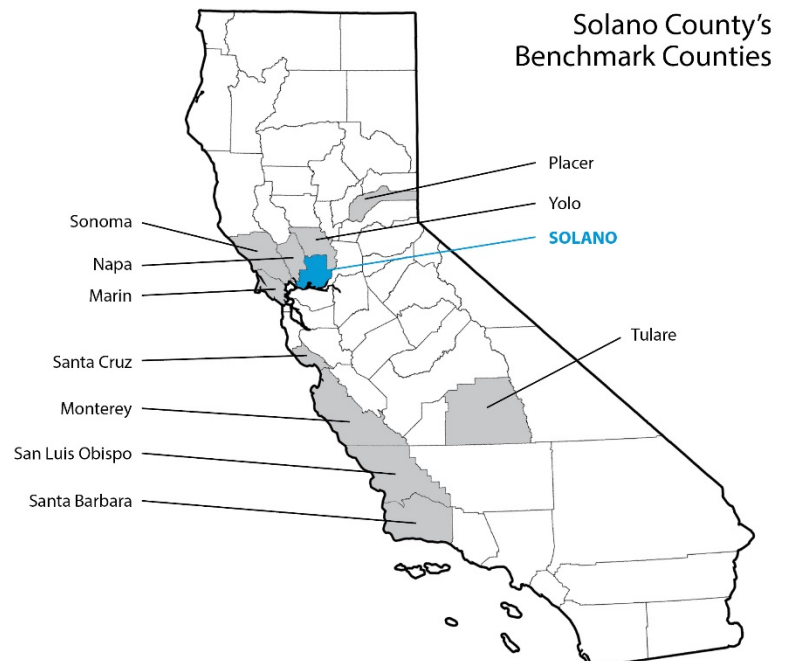 Solano County's
Benchmark Counties
Placer
Yolo
SOLANO
Sonoma
Napa
Marin
Santa Cruz
Monterey
San Luis Obispo
Santa Barbara
Tulare